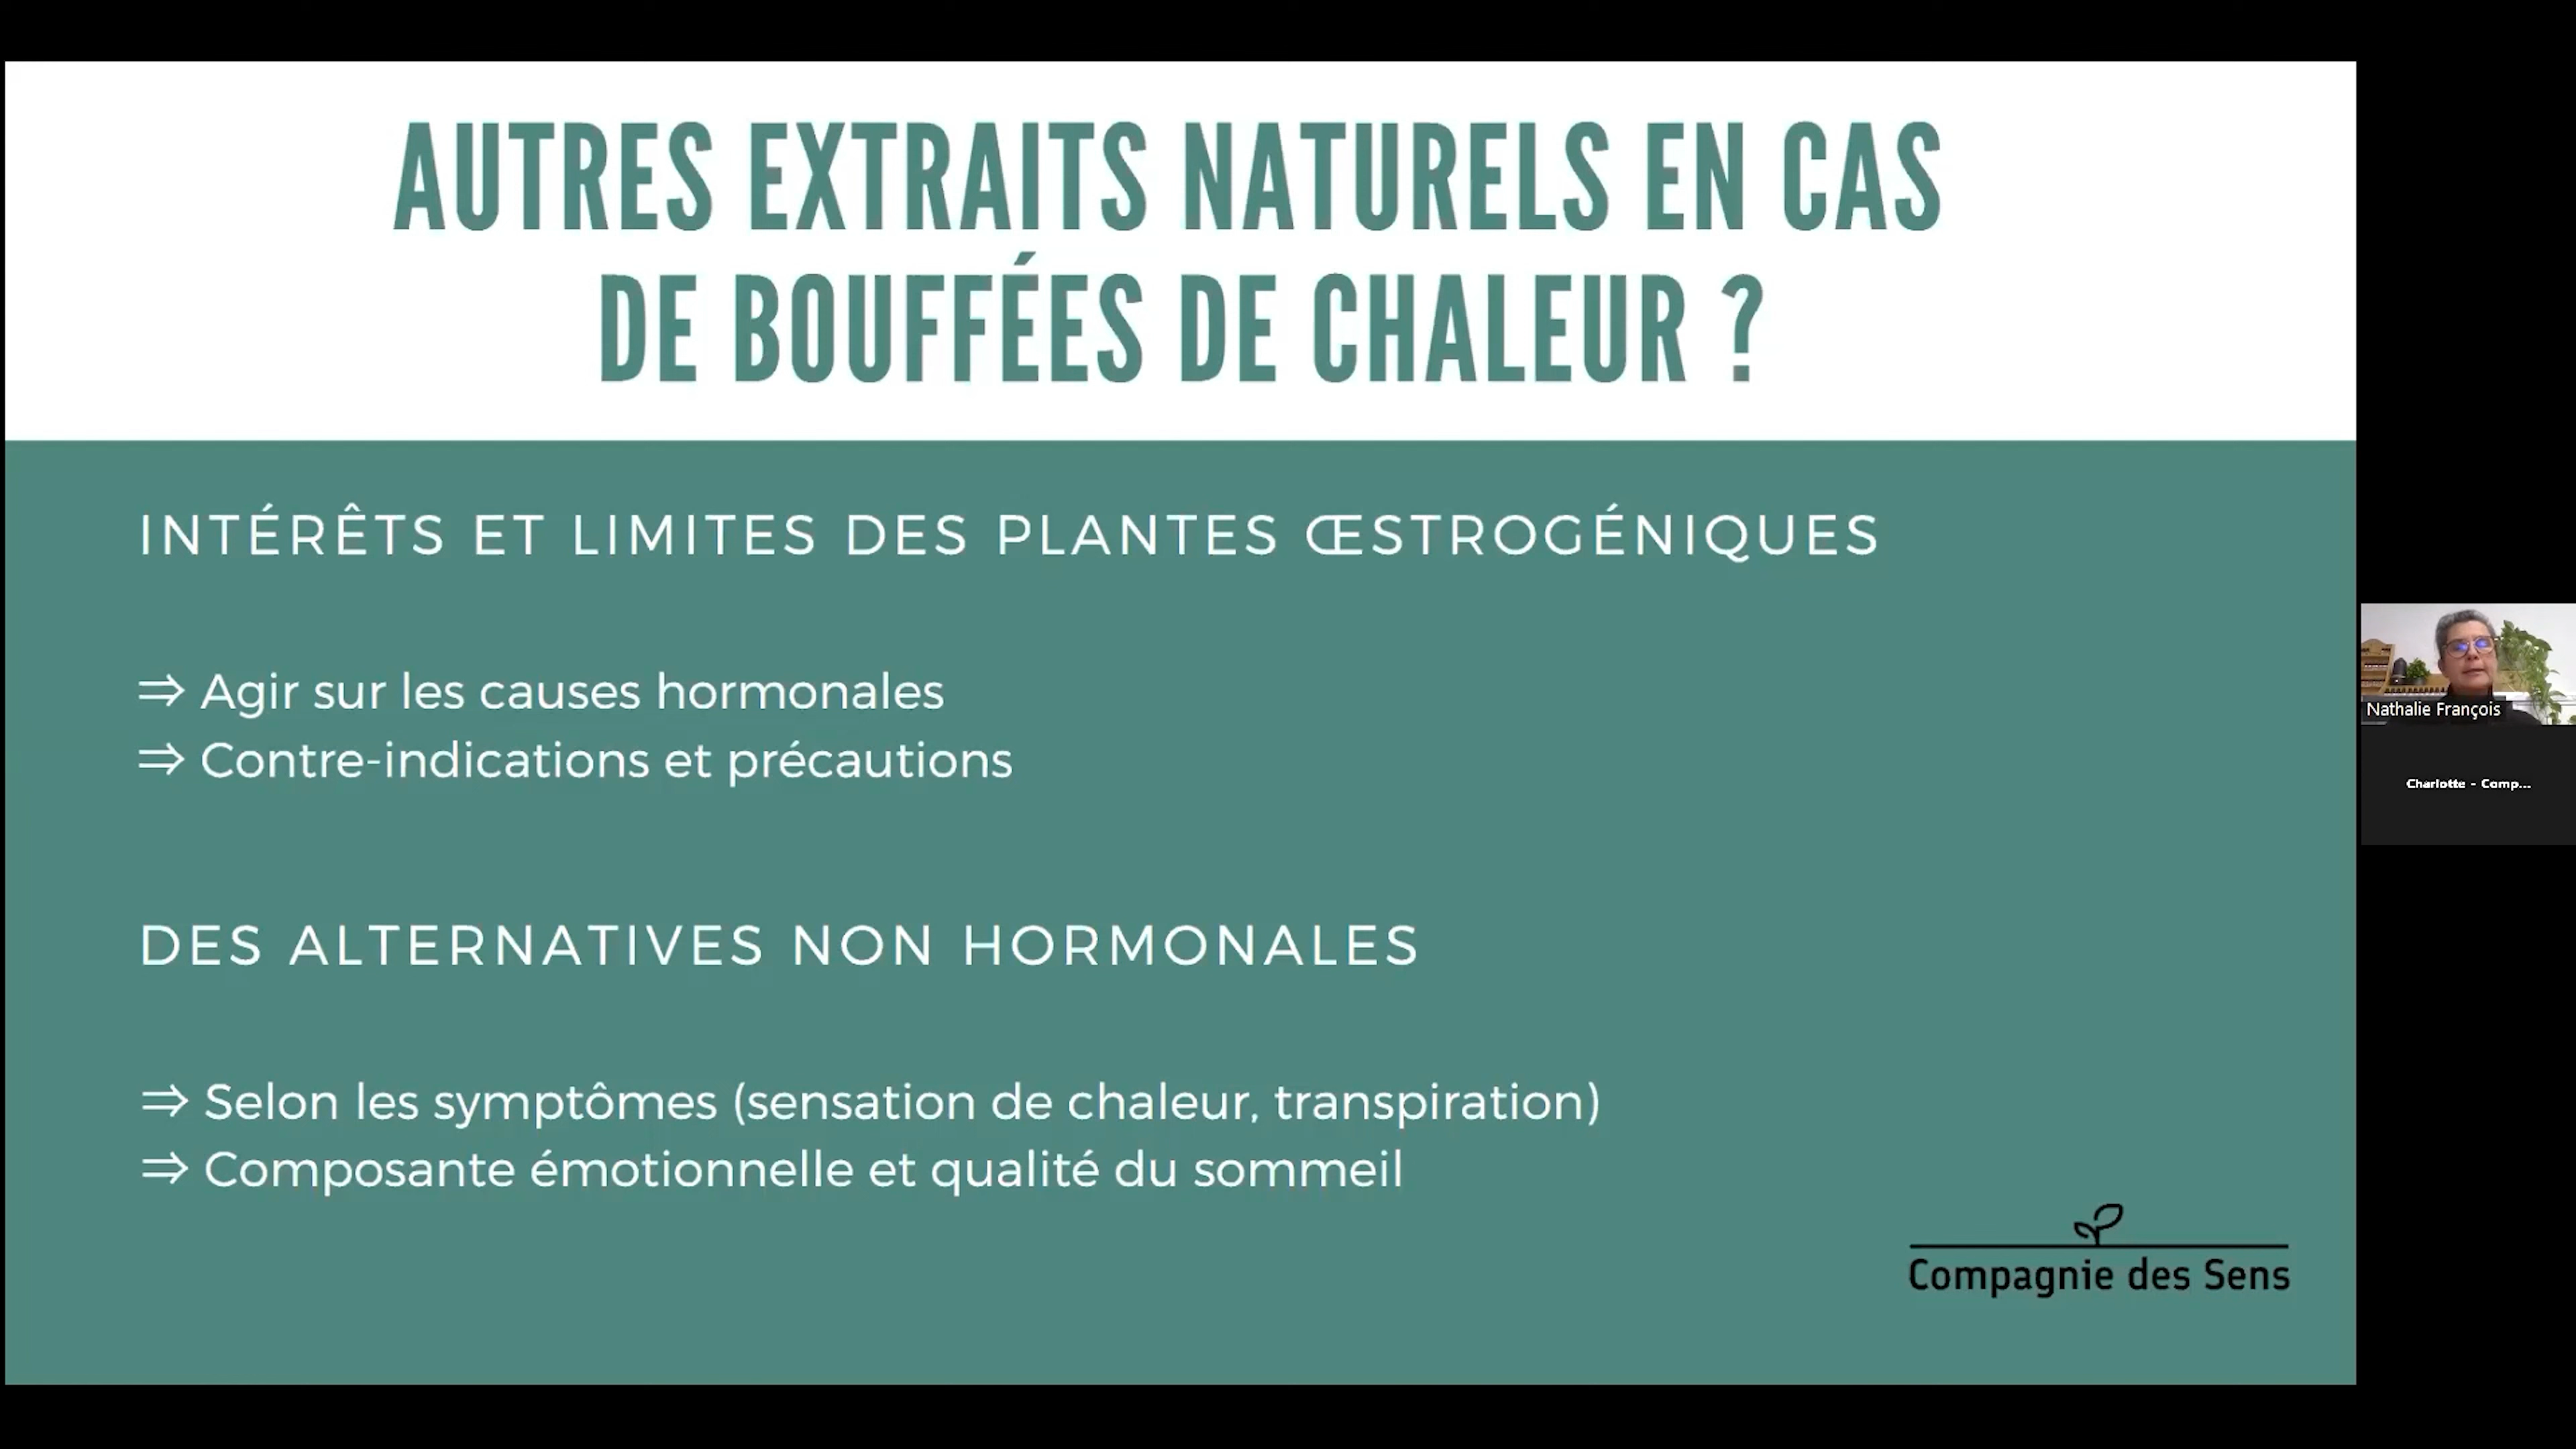 AUTRES EXTRAITS NATURELS EN CAS
DE BOUFFÉES DE CHALEUR ?
INTÉRÊTS ET LIMITES DES PLANTES ŒSTROGÉNIQUES
⇒ Agir sur les causes hormonales
⇒ Contre-indications et précautions
DES ALTERNATIVES NON HORMONALES
⇒ Selon les symptômes (sensation de chaleur, transpiration)
⇒ Composante émotionnelle et qualité du sommeil
Compagnie des Sens
Nathalie François
Charlotte - Comp...